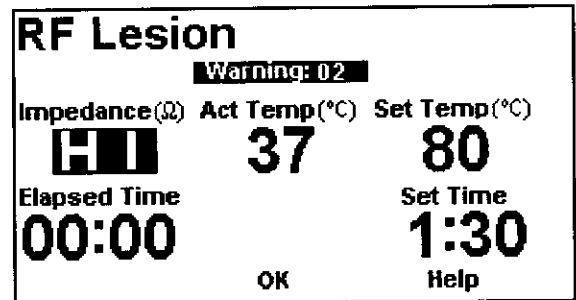 RF Lesion
Warning: 02
Impedance(Ω) Act Temp(°C) Set Temp(°C)
HI 37 80
Elapsed Time Set Time
00:00 1:30
OK Help